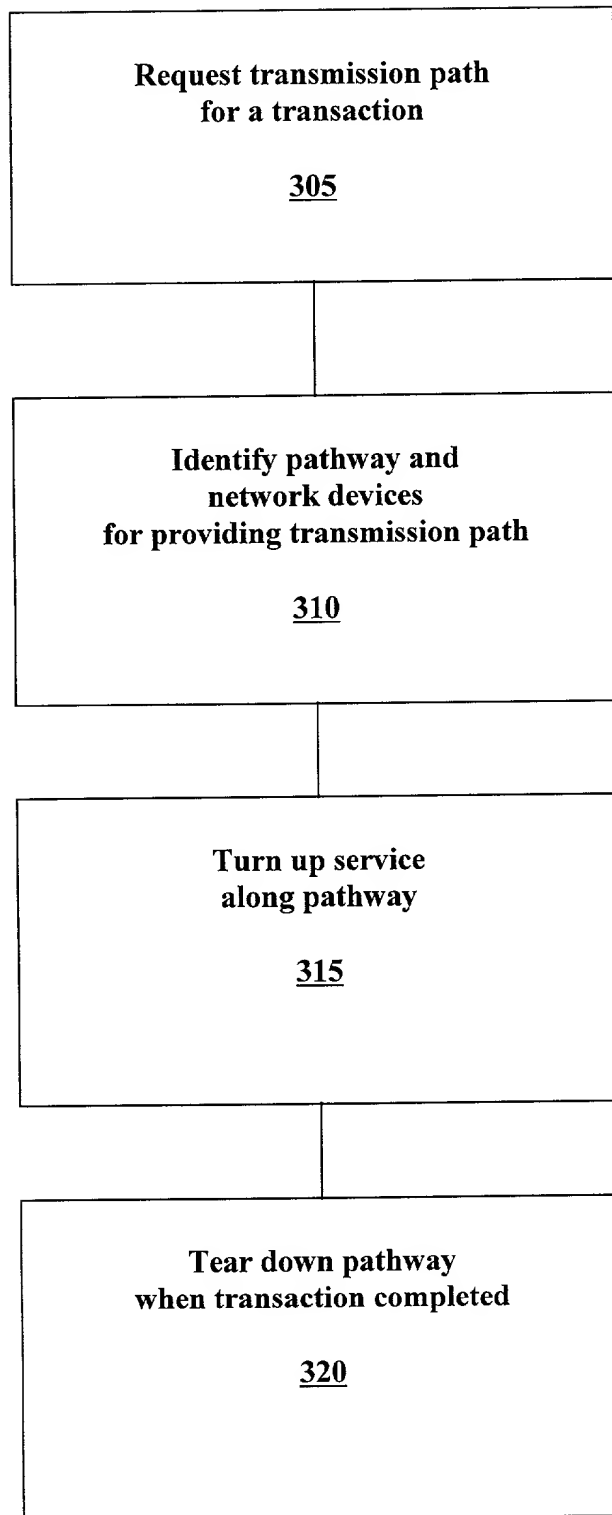 Request transmission path
for a transaction
305
Identify pathway and
network devices
for providing transmission path
310
Turn up service
along pathway
315
Tear down pathway
when transaction completed
320